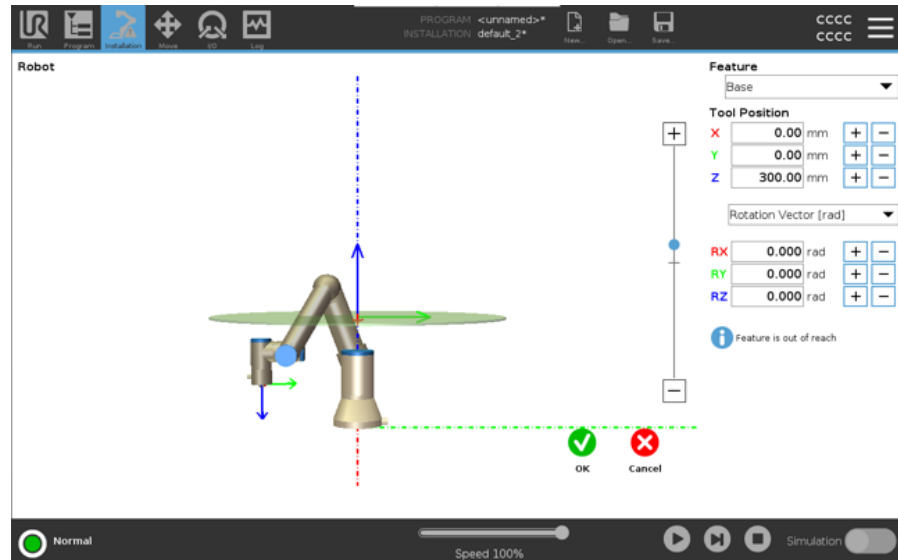 PROGRAM <unnamed>*
INSTALLATION default_2*
CCCC
CCCC
Run Program Installation Move I/O Log
New... Open... Save...
Robot
Feature
Base
Tool Position
X 0.00 mm + −
Y 0.00 mm + −
Z 300.00 mm + −
Rotation Vector [rad]
RX 0.000 rad + −
RY 0.000 rad + −
RZ 0.000 rad + −
Feature is out of reach
OK Cancel
Normal
Speed 100%
Simulation